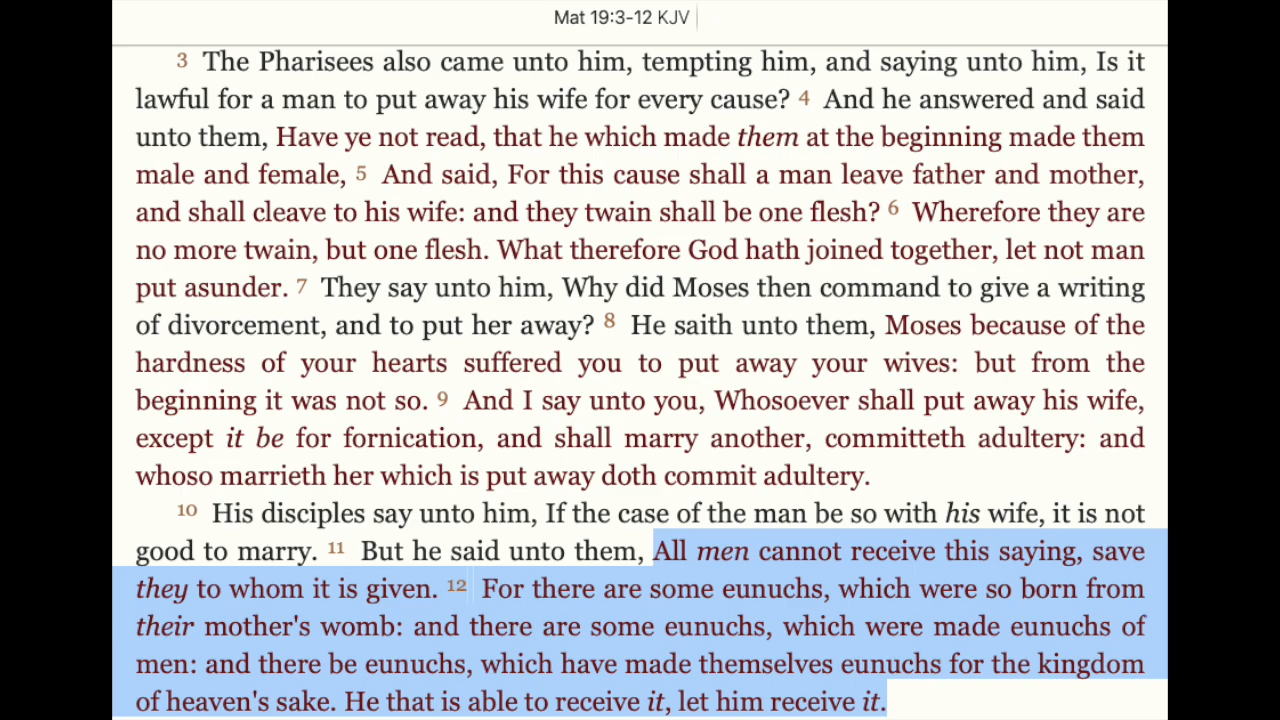 Mat 19:3-12 KJV
3 The Pharisees also came unto him, tempting him, and saying unto him, Is it
lawful for a man to put away his wife for every cause? 4 And he answered and said
unto them, Have ye not read, that he which made them at the beginning made them
male and female, 5 And said, For this cause shall a man leave father and mother,
and shall cleave to his wife: and they twain shall be one flesh? 6 Wherefore they are
no more twain, but one flesh. What therefore God hath joined together, let not man
put asunder. 7 They say unto him, Why did Moses then command to give a writing
of divorcement, and to put her away? 8 He saith unto them, Moses because of the
hardness of your hearts suffered you to put away your wives: but from the
beginning it was not so. 9 And I say unto you, Whosoever shall put away his wife,
except it be for fornication, and shall marry another, committeth adultery: and
whoso marrieth her which is put away doth commit adultery.
10 His disciples say unto him, If the case of the man be so with his wife, it is not
good to marry. 11 But he said unto them, All men cannot receive this saying, save
they to whom it is given. 12 For there are some eunuchs, which were so born from
their mother's womb: and there are some eunuchs, which were made eunuchs of
men: and there be eunuchs, which have made themselves eunuchs for the kingdom
of heaven's sake. He that is able to receive it, let him receive it.